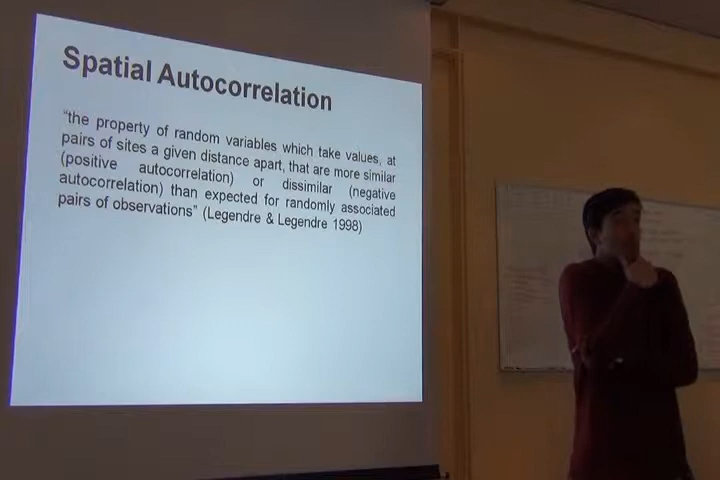 Spatial Autocorrelation
“the property of random variables which take values, at
pairs of sites a given distance apart, that are more similar
(positive autocorrelation) or dissimilar (negative
autocorrelation) than expected for randomly associated
pairs of observations” (Legendre & Legendre 1998)